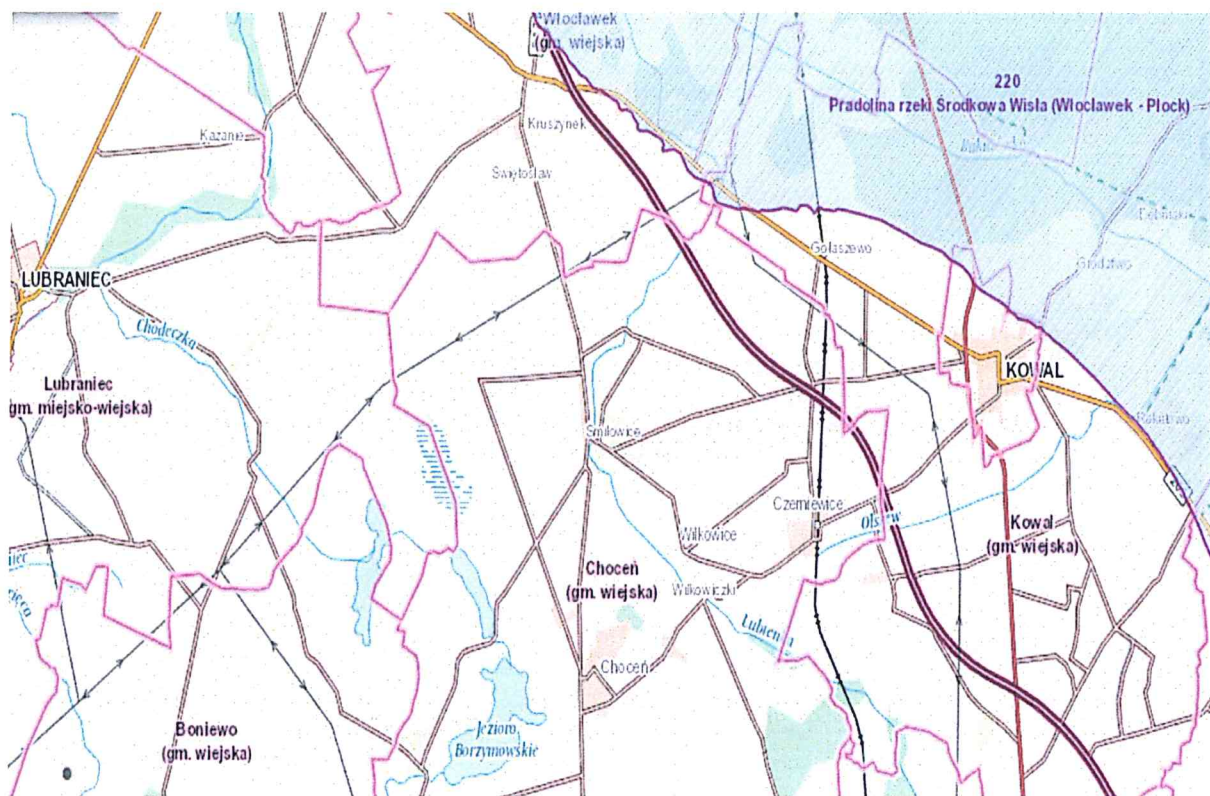 Włocławek
(gm. wiejska)
220
Pradolina rzeki Środkowa Wisła (Włocławek - Płock)
Kruszynek
Kazanie
Świętosław
Gołaszewo
Grodztwo
LUBRANIEC
Chodeczka
KOWAL
Lubraniec
(gm. miejsko-wiejska)
Rakutowo
Smiłowice
Czerniewice
Wilkowice
Kowal
(gm. wiejska)
Choceń
(gm. wiejska)
Wilkowiczki
Lubienka
Choceń
Boniewo
(gm. wiejska)
Jezioro
Borzymowskie